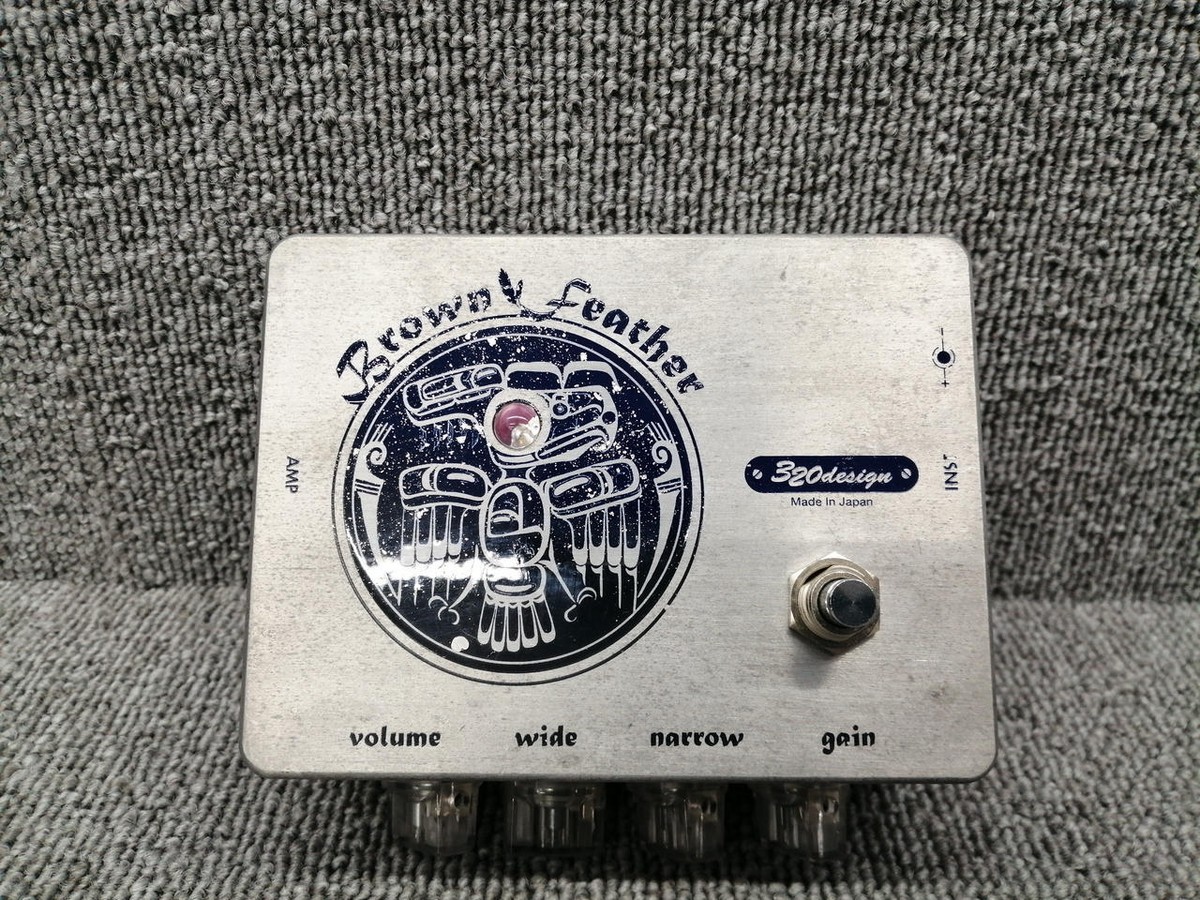 Brown Feather
- +
AMP
INST
320design
Made In Japan
volume wide narrow gain